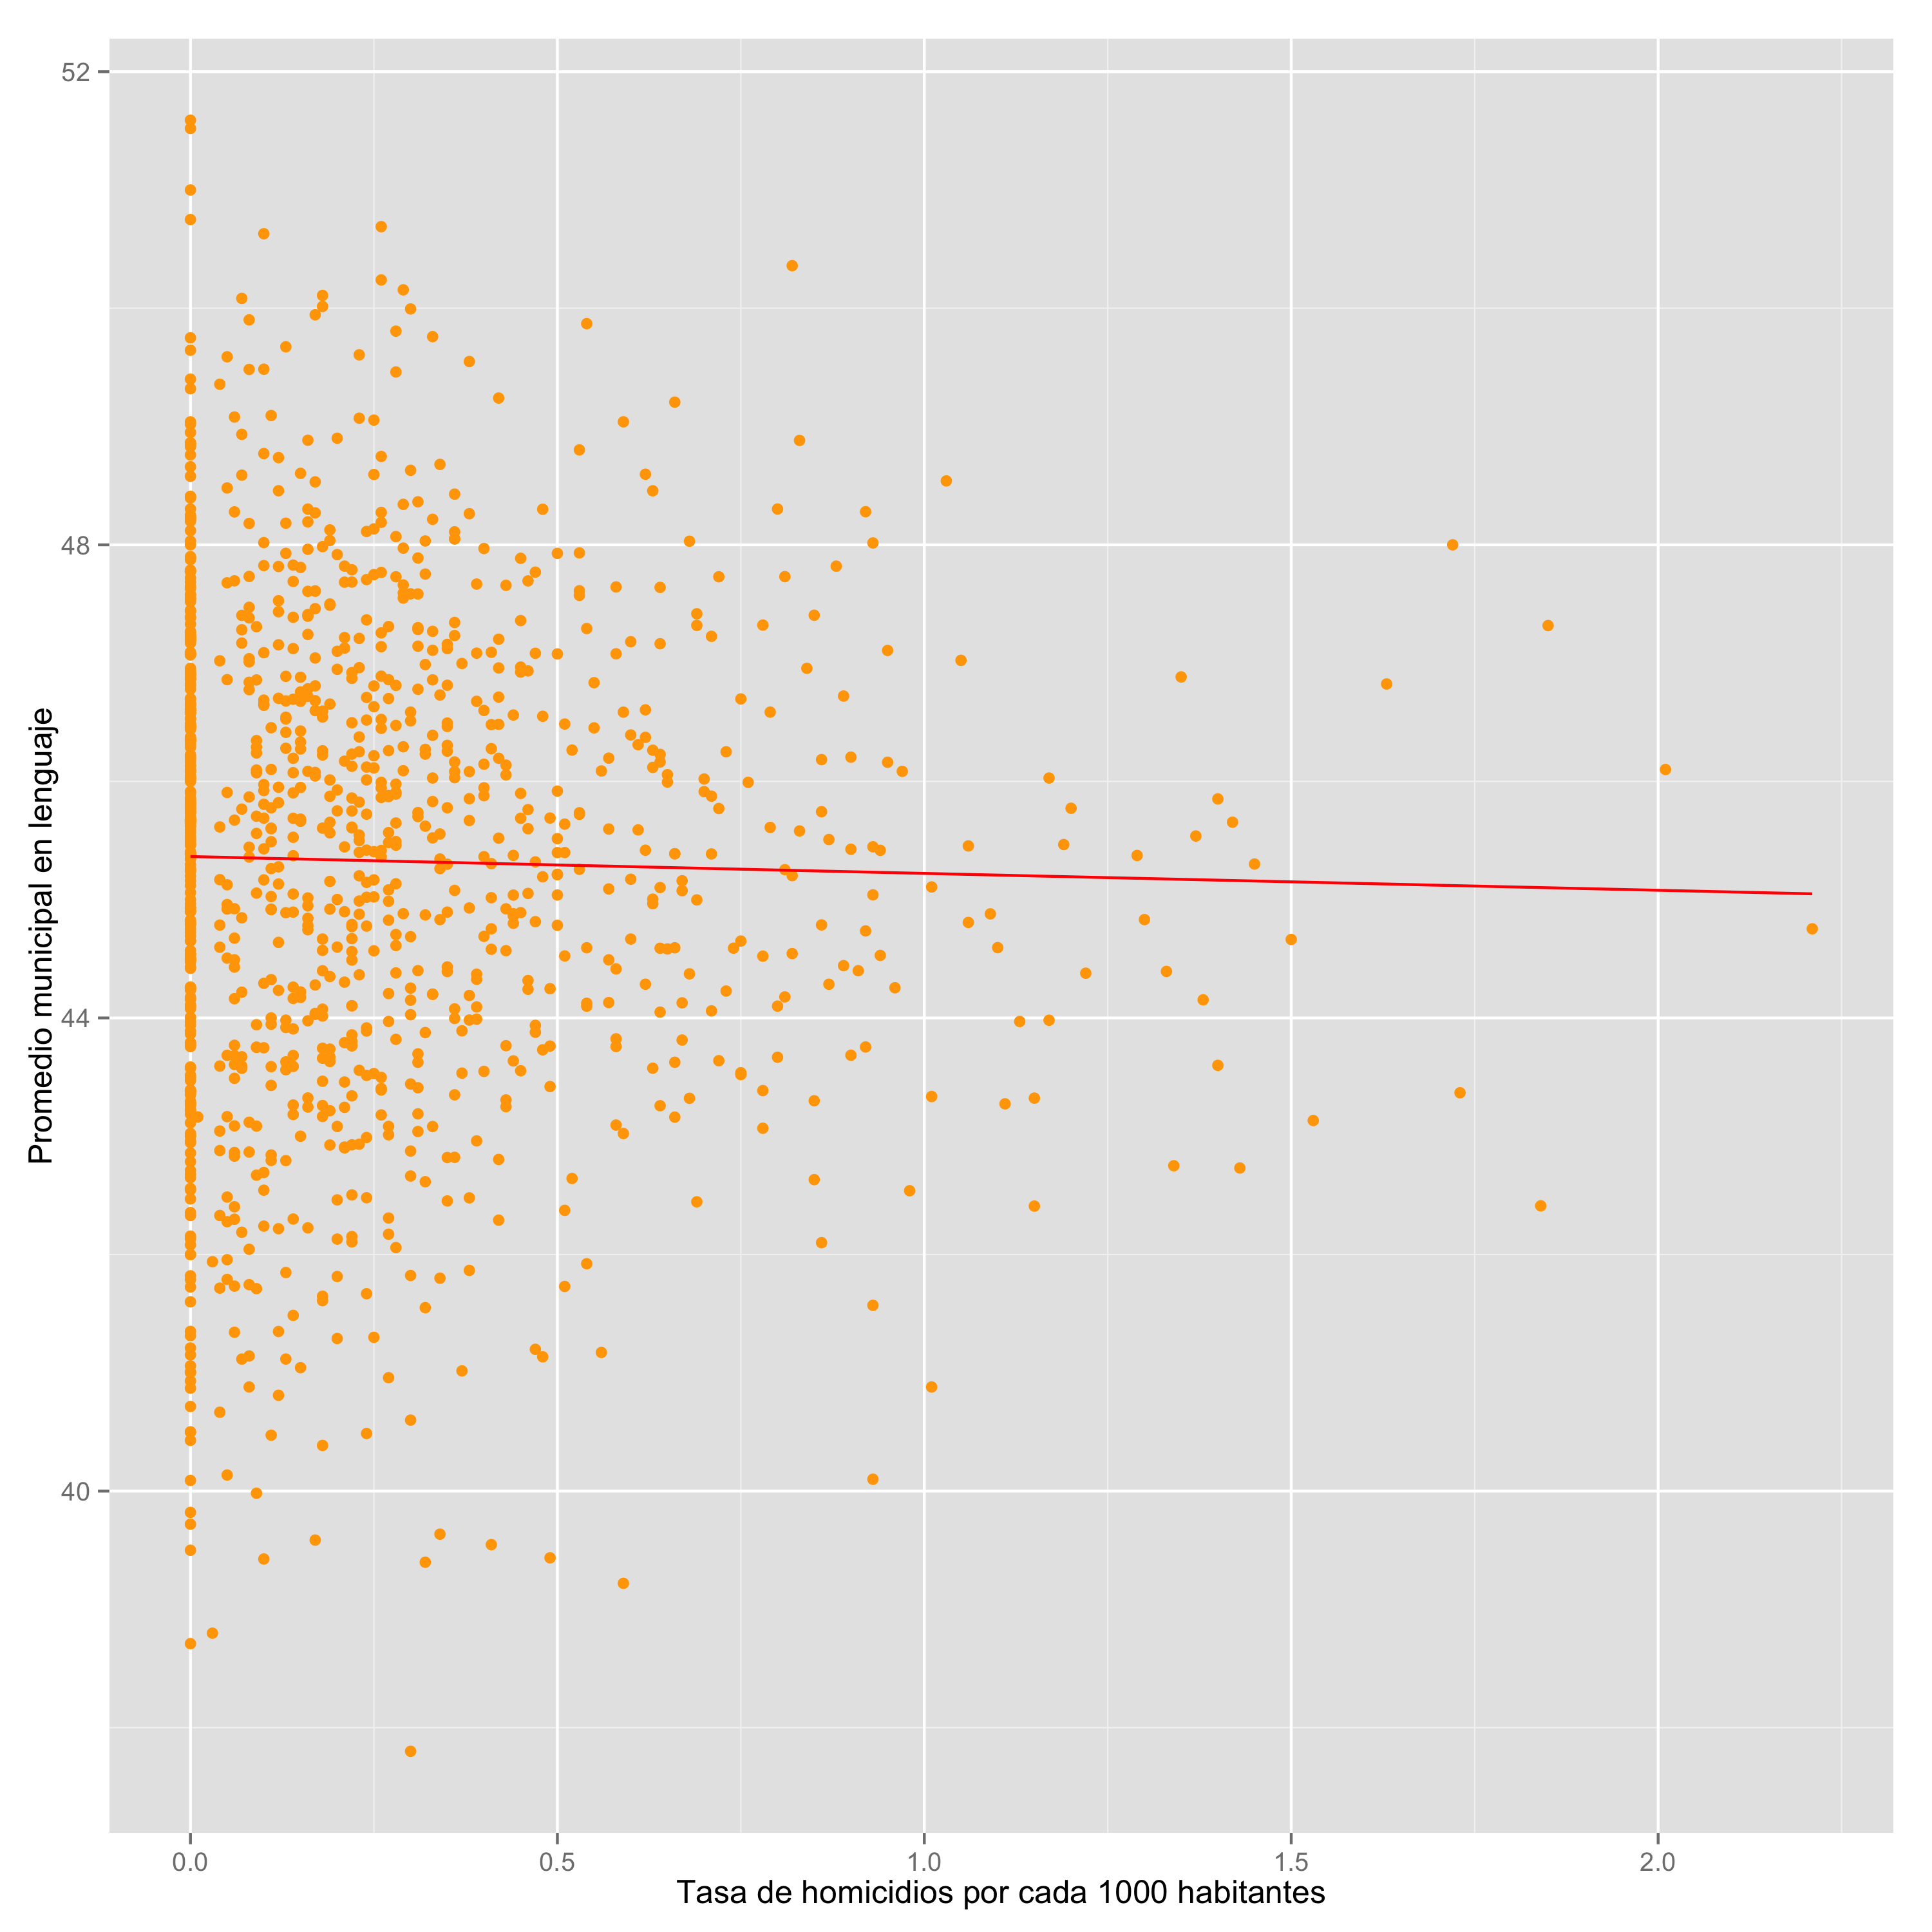 52
48
44
40
Promedio municipal en lenguaje
0.0 0.5 1.0 1.5 2.0
Tasa de homicidios por cada 1000 habitantes